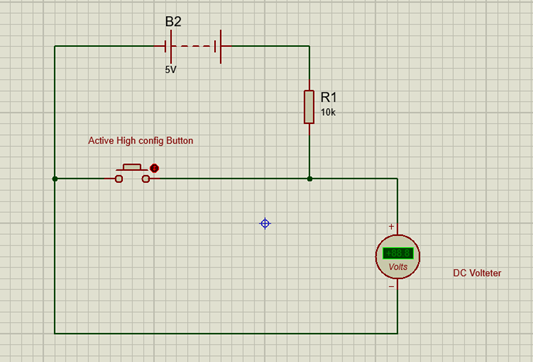 B2
5V
R1
10k
Active High config Button
+
Volts
−
DC Volteter